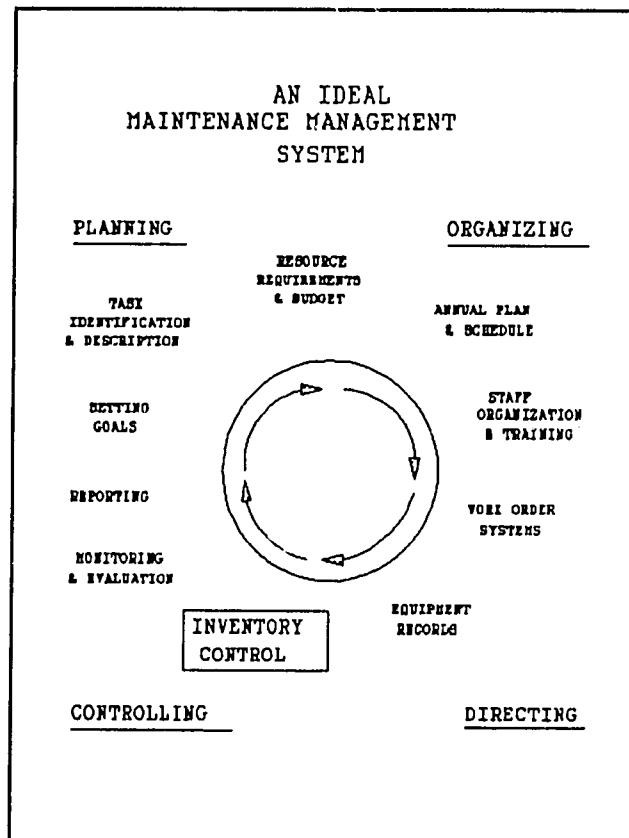 AN IDEAL
MAINTENANCE MANAGEMENT
SYSTEM
PLANNING
ORGANIZING
RESOURCE
REQUIREMENTS
& BUDGET
TASK
IDENTIFICATION
& DESCRIPTION
ANNUAL PLAN
& SCHEDULE
SETTING
GOALS
STAFF
ORGANIZATION
& TRAINING
REPORTING
WORK ORDER
SYSTEMS
MONITORING
& EVALUATION
EQUIPMENT
RECORDS
INVENTORY
CONTROL
CONTROLLING
DIRECTING